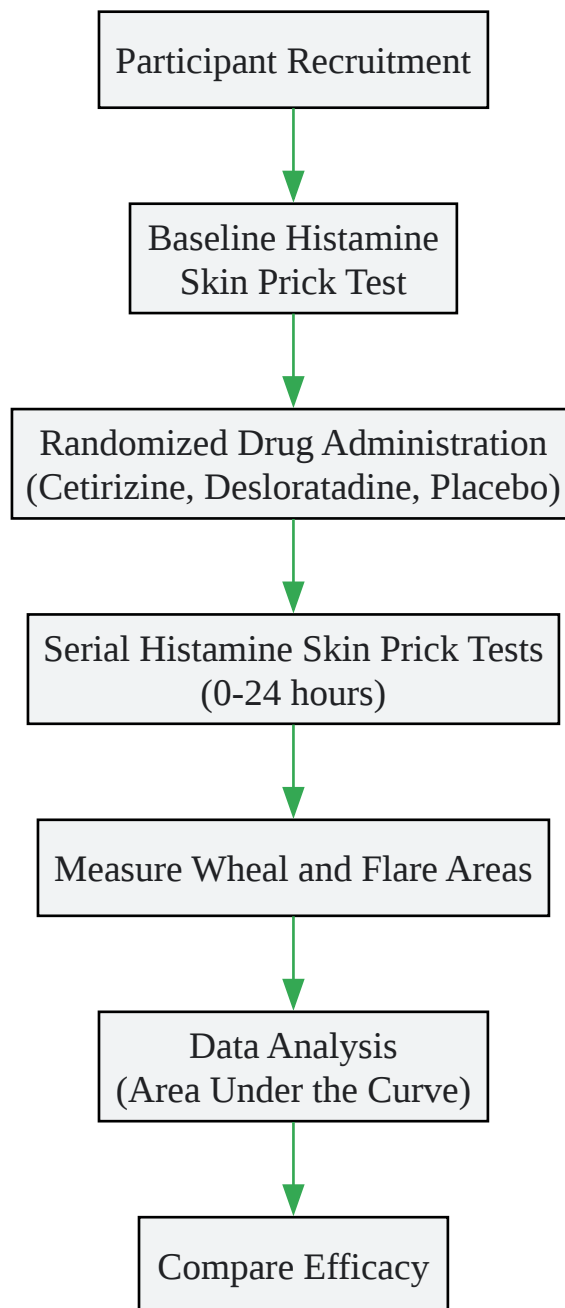 Participant Recruitment
Baseline Histamine
Skin Prick Test
Randomized Drug Administration
(Cetirizine, Desloratadine, Placebo)
Serial Histamine Skin Prick Tests
(0-24 hours)
Measure Wheal and Flare Areas
Data Analysis
(Area Under the Curve)
Compare Efficacy